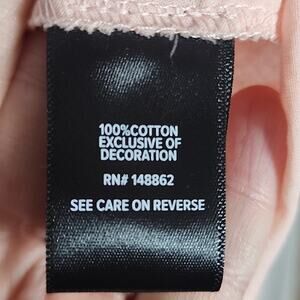 100%COTTON
EXCLUSIVE OF
DECORATION
RN# 148862
SEE CARE ON REVERSE